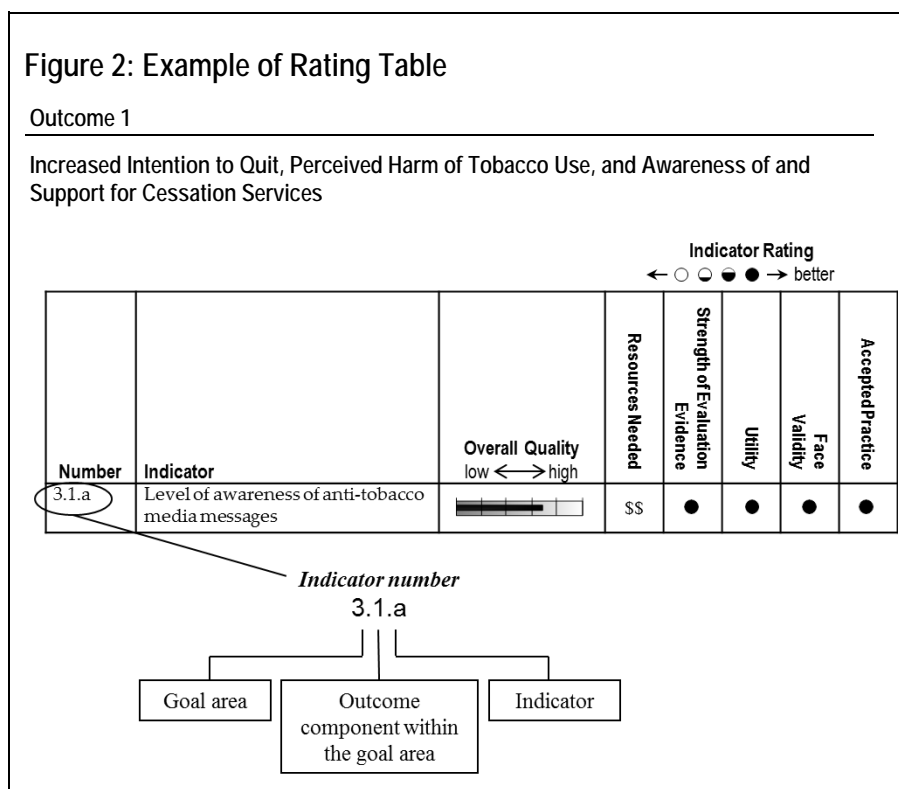 Figure 2: Example of Rating Table
Outcome 1
Increased Intention to Quit, Perceived Harm of Tobacco Use, and Awareness of and
Support for Cessation Services
Indicator Rating
← ○ ◒ ◓ ● → better
Number
Indicator
Overall Quality
low ⟷ high
Resources Needed
Strength of Evaluation
Evidence
Utility
Face
Validity
Accepted Practice
3.1.a
Level of awareness of anti-tobacco
media messages
$$
●
●
●
●
Indicator number
3.1.a
Goal area
Outcome
component within
the goal area
Indicator